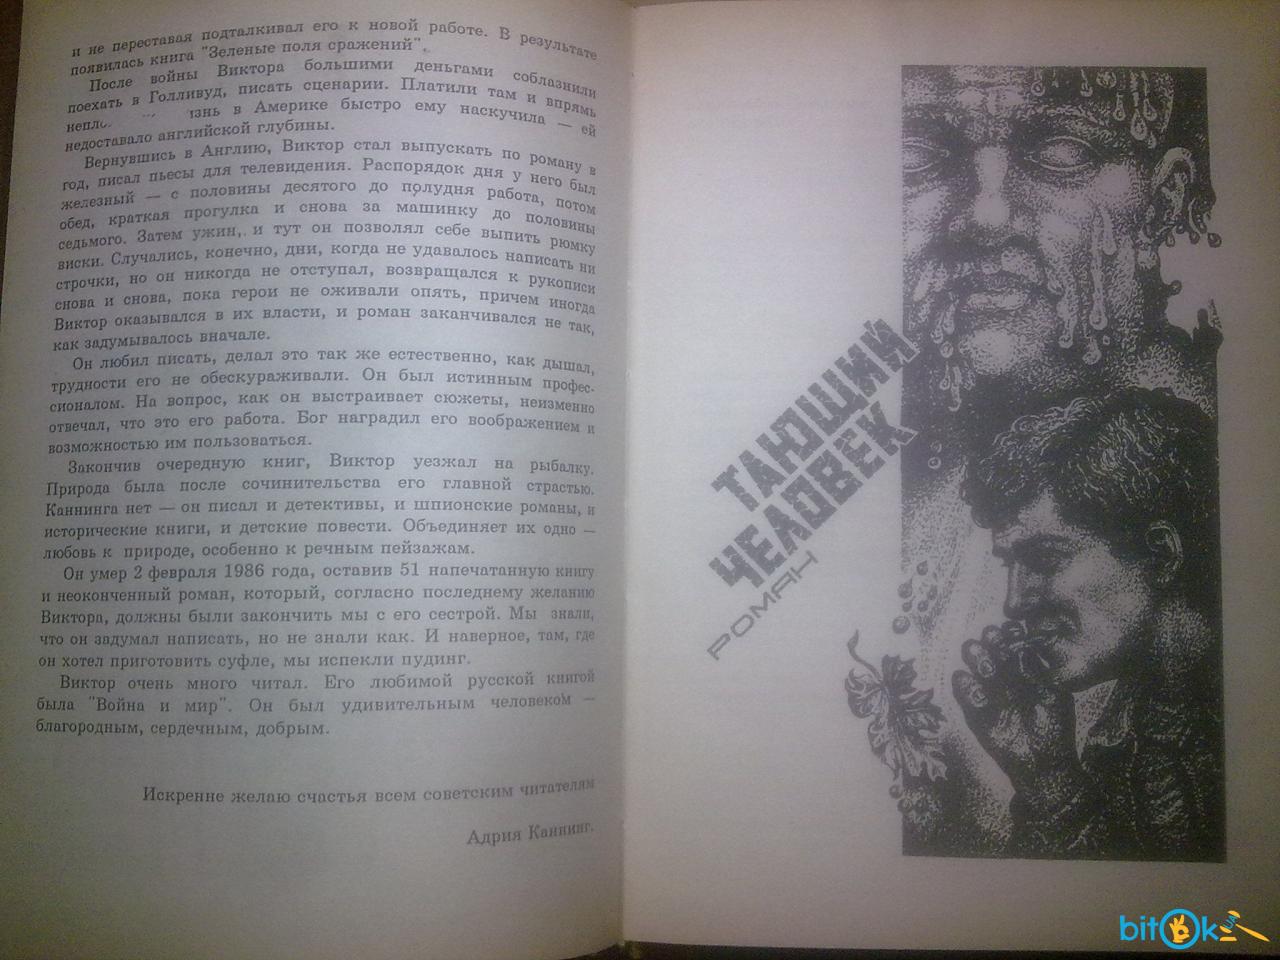 и не переставая подталкивал его к новой работе. В результате
появилась книга "Зеленые поля сражений".
После войны Виктора большими деньгами соблазнили
поехать в Голливуд, писать сценарии. Платили там и впрямь
непло знь в Америке быстро ему наскучила — ей
недоставало английской глубины.
Вернувшись в Англию, Виктор стал выпускать по роману в
год, писал пьесы для телевидения. Распорядок дня у него был
железный — с половины десятого до полудня работа, потом
обед, краткая прогулка и снова за машинку до половины
седьмого. Затем ужин, и тут он позволял себе выпить рюмку
виски. Случались, конечно, дни, когда не удавалось написать ни
строчки, но он никогда не отступал, возвращался к рукописи
снова и снова, пока герои не оживали опять, причем иногда
Виктор оказывался в их власти, и роман заканчивался не так,
как задумывалось вначале.
Он любил писать, делал это так же естественно, как дышал,
трудности его не обескураживали. Он был истинным профес-
сионалом. На вопрос, как он выстраивает сюжеты, неизменно
отвечал, что это его работа. Бог наградил его воображением и
возможностью им пользоваться.
Закончив очередную книг, Виктор уезжал на рыбалку.
Природа была после сочинительства его главной страстью.
Каннинга нет — он писал и детективы, и шпионские романы, и
исторические книги, и детские повести. Объединяет их одно —
любовь к природе, особенно к речным пейзажам.
Он умер 2 февраля 1986 года, оставив 51 напечатанную книгу
и неоконченный роман, который, согласно последнему желанию
Виктора, должны были закончить мы с его сестрой. Мы знали,
что он задумал написать, но не знали как. И наверное, там, где
он хотел приготовить суфле, мы испекли пудинг.
Виктор очень много читал. Его любимой русской книгой
была "Война и мир". Он был удивительным человеком —
благородным, сердечным, добрым.
Искренне желаю счастья всем советским читателям
Адрия Каннинг.
ТАЮЩИЙ
ЧЕЛОВЕК
РОМАН
bitok
UA